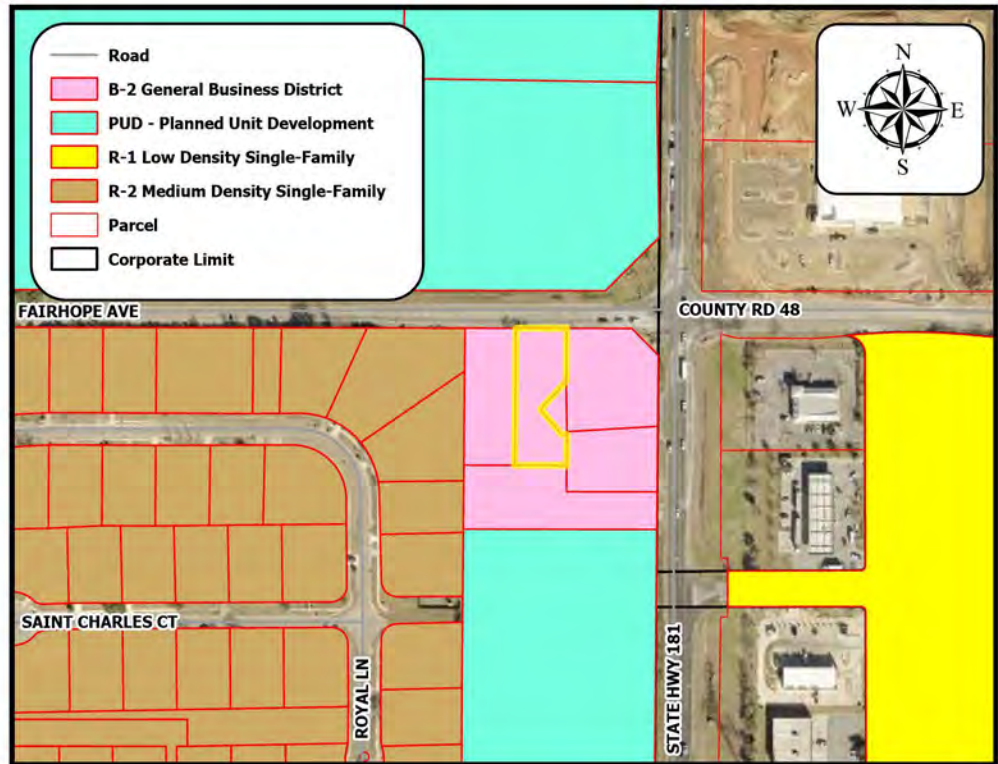 Road
B-2 General Business District
PUD - Planned Unit Development
R-1 Low Density Single-Family
R-2 Medium Density Single-Family
Parcel
Corporate Limit
N
W
E
S
FAIRHOPE AVE
COUNTY RD 48
SAINT CHARLES CT
ROYAL LN
STATE HWY 181